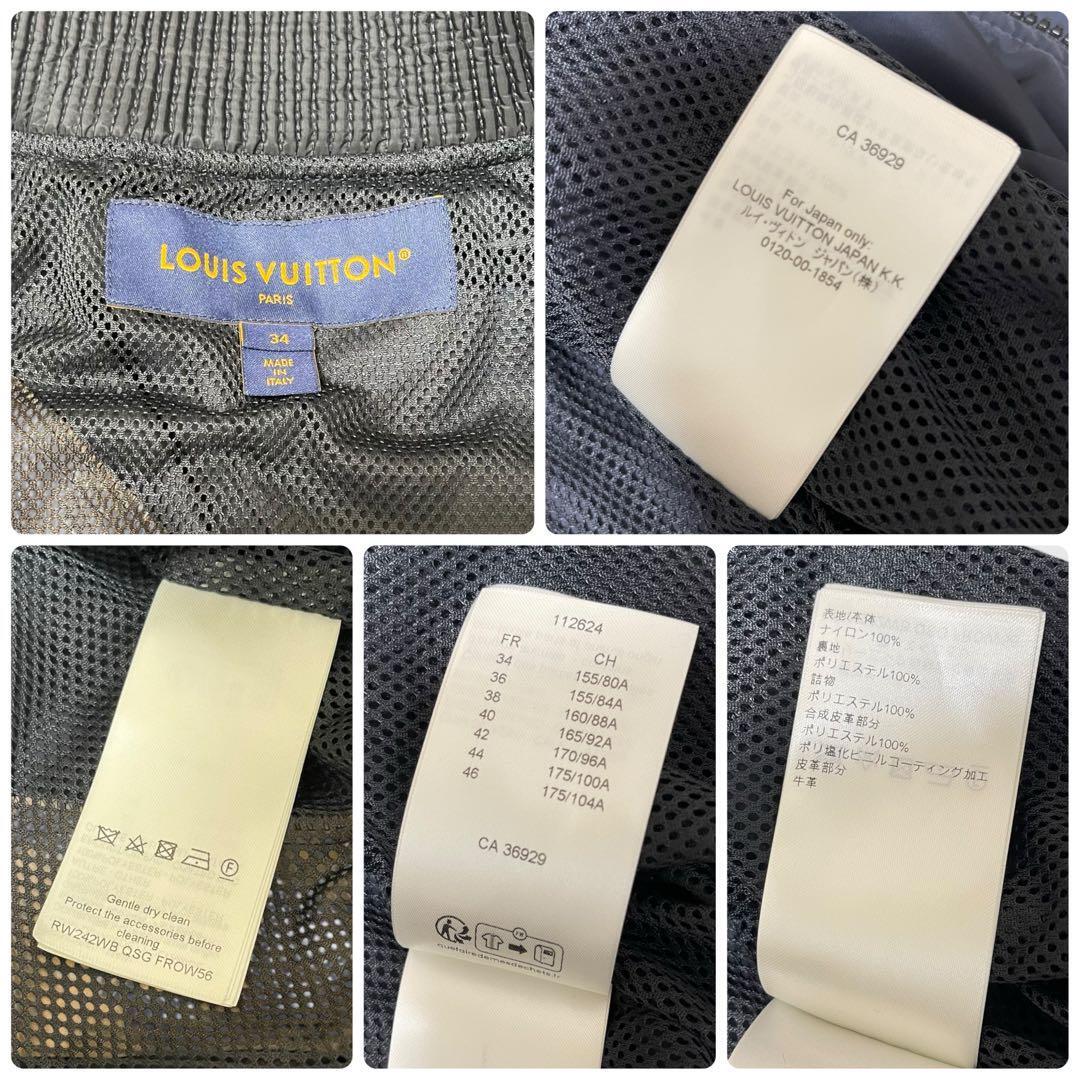 LOUIS VUITTON®
PARIS
34
MADE
IN
ITALY
CA 36929
For Japan only:
LOUIS VUITTON JAPAN K.K.
ルイ・ヴィトン ジャパン(株)
0120-00-1854
F
Gentle dry clean
Protect the accessories before
cleaning
RW242WB QSG FROW56
112624
FR CH
34 155/80A
36 155/84A
38 160/88A
40 165/92A
42 170/96A
44 175/100A
46 175/104A
CA 36929
FR
quefairedemesdechets.fr
表地/本体
ナイロン100%
裏地
ポリエステル100%
詰物
ポリエステル100%
合成皮革部分
ポリエステル100%
ポリ塩化ビニルコーティング加工
皮革部分
牛革